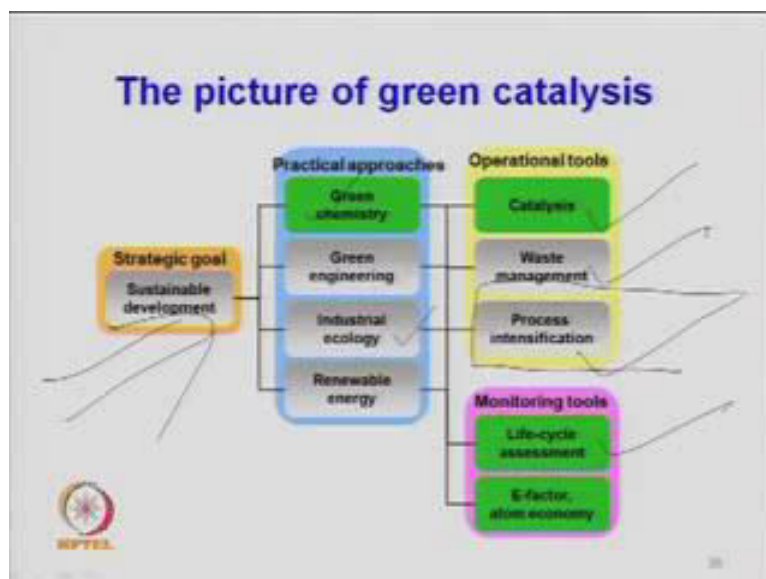 The picture of green catalysis
Practical approaches
Operational tools
Green
chemistry
Catalysis
Strategic goal
Sustainable
development
Green
engineering
Waste
management
Industrial
ecology
Process
intensification
Renewable
energy
Monitoring tools
Life-cycle
assessment
E-factor,
atom economy
NPTEL